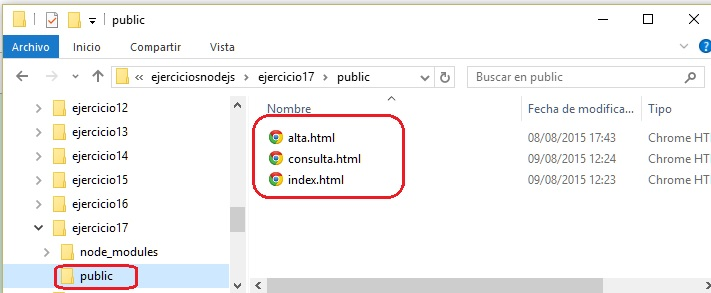 public
Archivo Inicio Compartir Vista
ejerciciosnodejs ejercicio17 public
Buscar en public
ejercicio12
ejercicio13
ejercicio14
ejercicio15
ejercicio16
ejercicio17
node_modules
public
Nombre Fecha de modifica... Tipo
alta.html 08/08/2015 17:43 Chrome HT
consulta.html 09/08/2015 12:24 Chrome HT
index.html 09/08/2015 12:23 Chrome HT